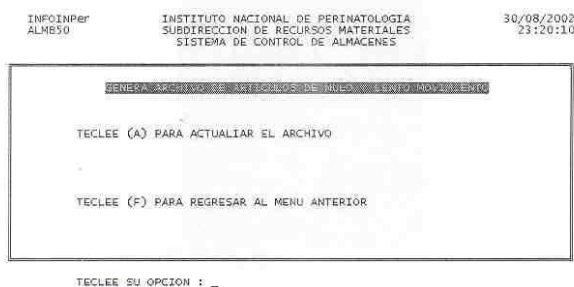 INFOINPer INSTITUTO NACIONAL DE PERINATOLOGIA 30/08/2002
ALMB50 SUBDIRECCION DE RECURSOS MATERIALES 23:20:10
SISTEMA DE CONTROL DE ALMACENES
GENERA ARCHIVO DE ARTICULOS DE NULO Y LENTO MOVIMIENTO
TECLEE (A) PARA ACTUALIAR EL ARCHIVO
TECLEE (F) PARA REGRESAR AL MENU ANTERIOR
TECLEE SU OPCION : _